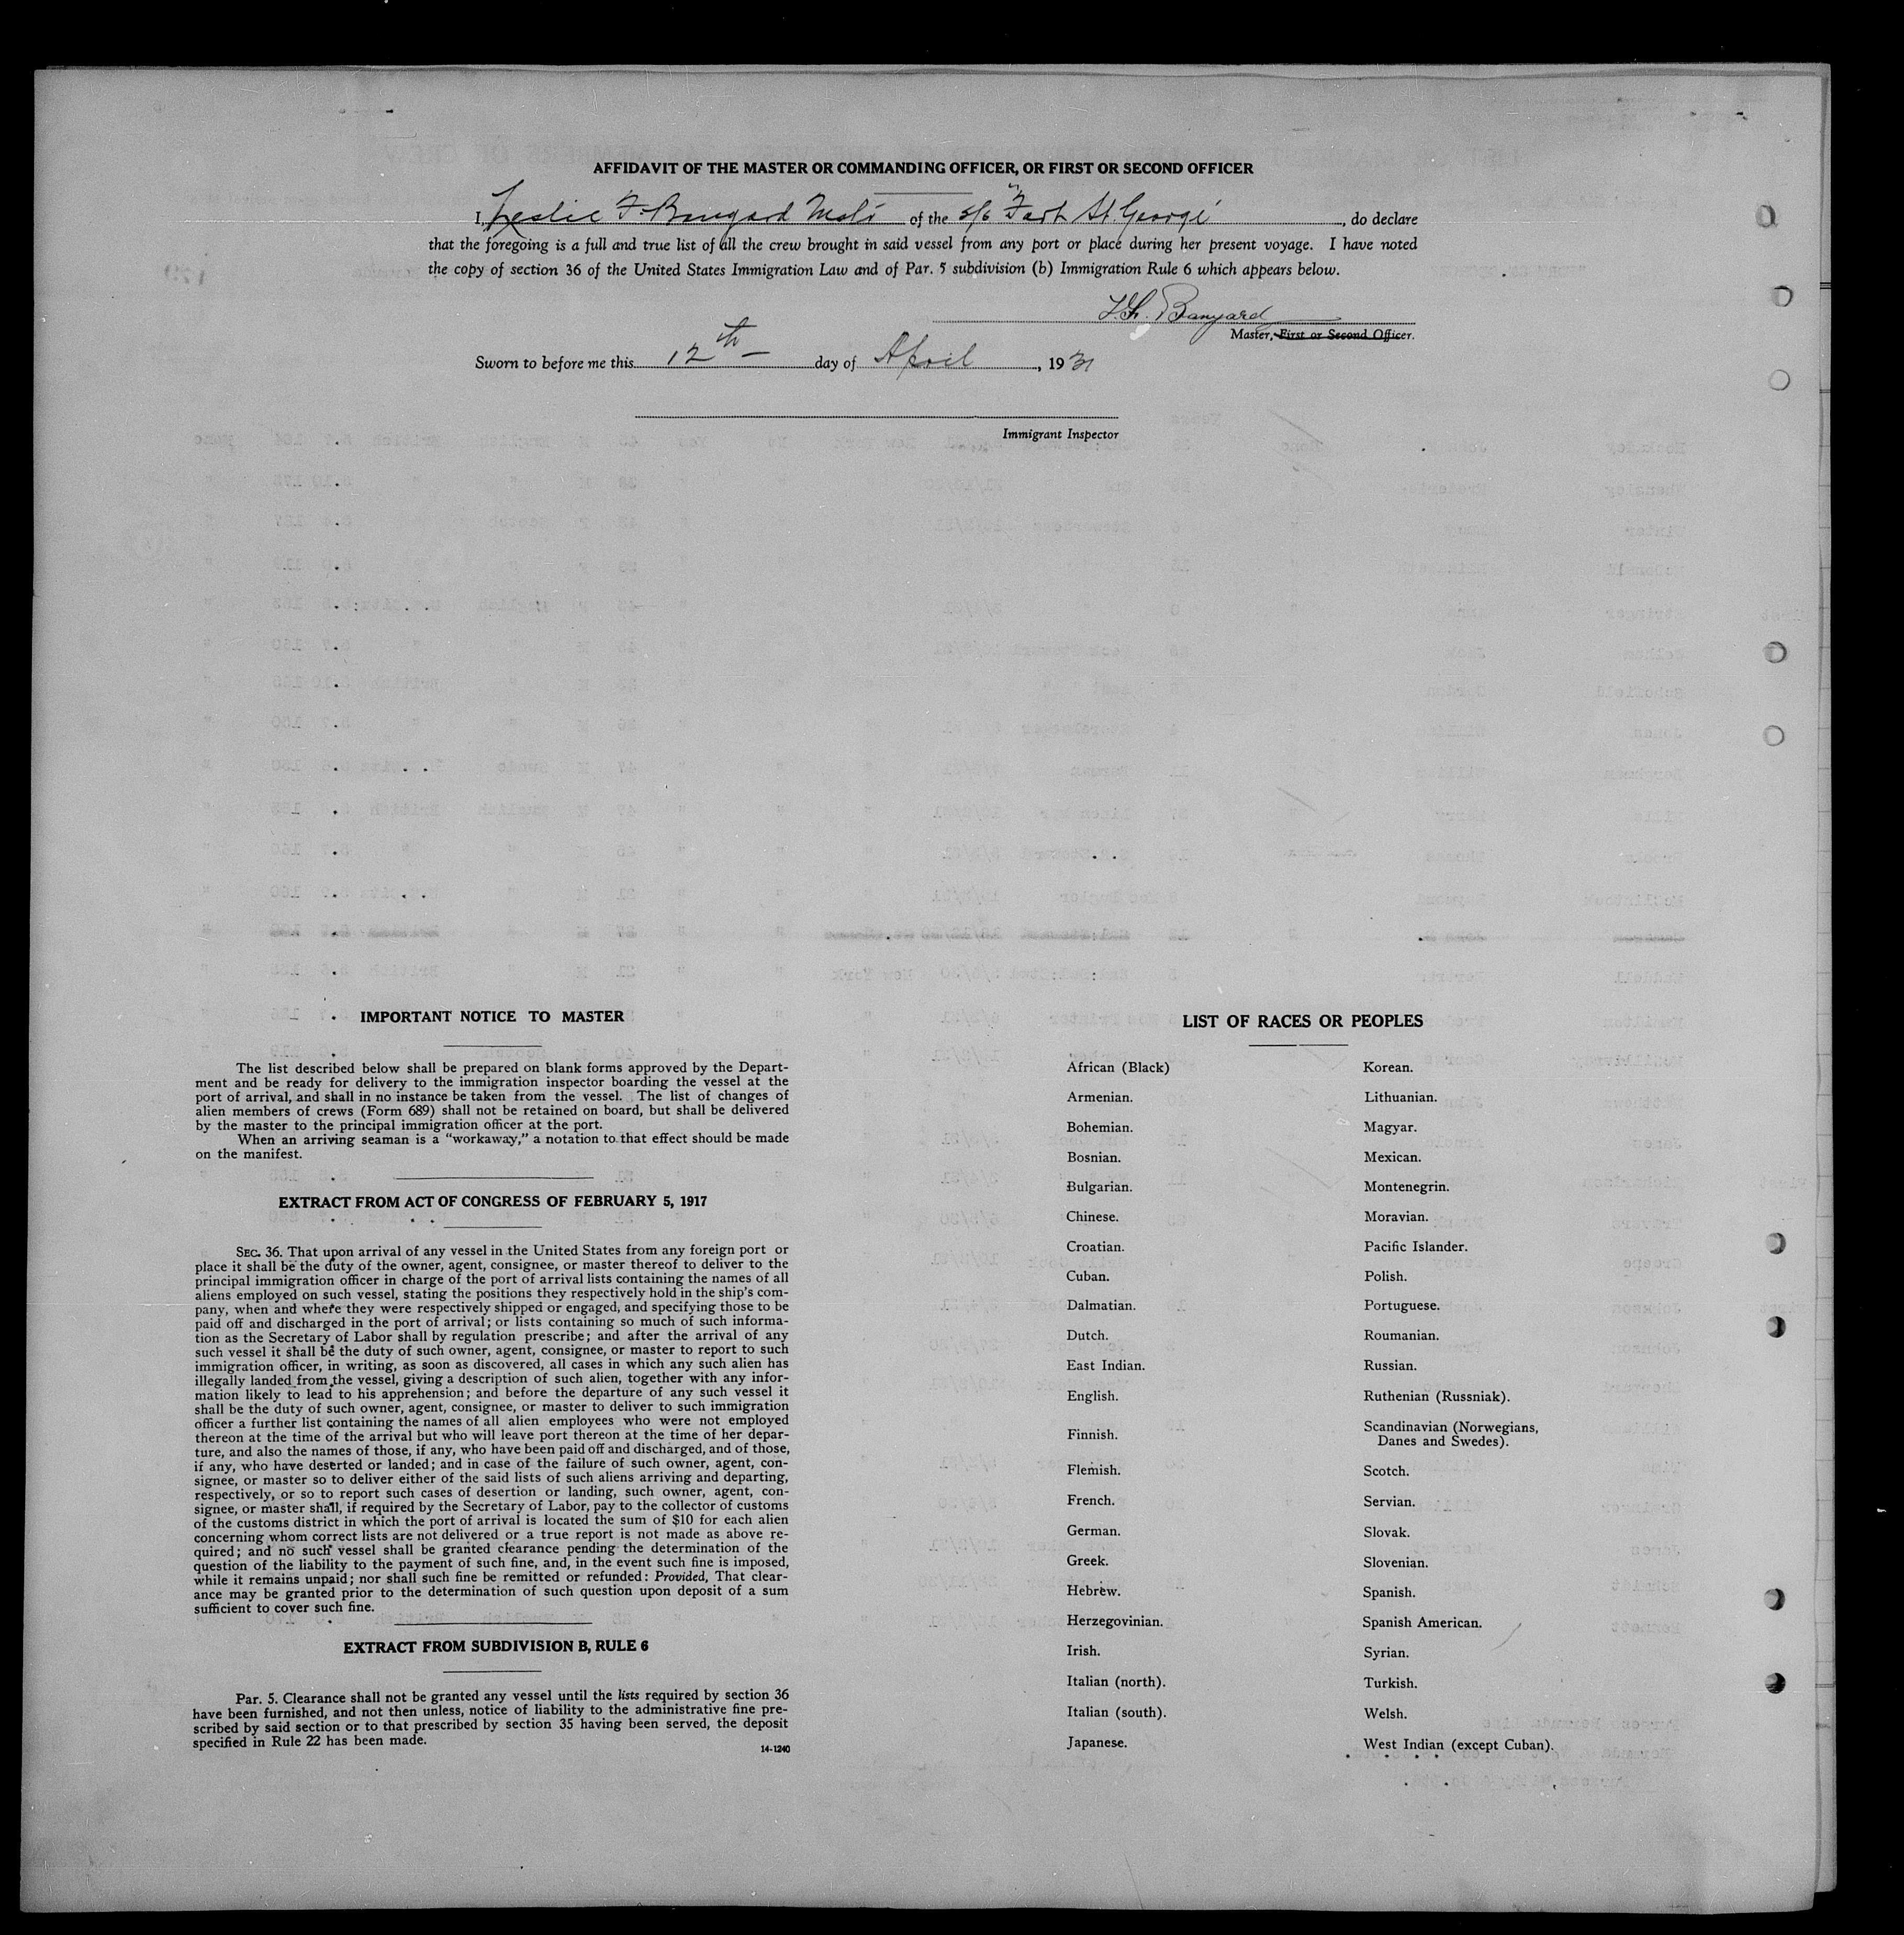 AFFIDAVIT OF THE MASTER OR COMMANDING OFFICER, OR FIRST OR SECOND OFFICER
I, Leslie F. Bangard of the s/s "Fort St George", do declare
that the foregoing is a full and true list of all the crew brought in said vessel from any port or place during her present voyage. I have noted
the copy of section 36 of the United States Immigration Law and of Par. 5 subdivision (b) Immigration Rule 6 which appears below.
Bangard
Master, First or Second Officer.
Sworn to before me this 12th day of April, 1931
Immigrant Inspector
IMPORTANT NOTICE TO MASTER
The list described below shall be prepared on blank forms approved by the Depart-
ment and be ready for delivery to the immigration inspector boarding the vessel at the
port of arrival, and shall in no instance be taken from the vessel. The list of changes of
alien members of crews (Form 689) shall not be retained on board, but shall be delivered
by the master to the principal immigration officer at the port.
When an arriving seaman is a "workaway," a notation to that effect should be made
on the manifest.
EXTRACT FROM ACT OF CONGRESS OF FEBRUARY 5, 1917
SEC. 36. That upon arrival of any vessel in the United States from any foreign port or
place it shall be the duty of the owner, agent, consignee, or master thereof to deliver to the
principal immigration officer in charge of the port of arrival lists containing the names of all
aliens employed on such vessel, stating the positions they respectively hold in the ship's com-
pany, when and where they were respectively shipped or engaged, and specifying those to be
paid off and discharged in the port of arrival; or lists containing so much of such informa-
tion as the Secretary of Labor shall by regulation prescribe; and after the arrival of any
such vessel it shall be the duty of such owner, agent, consignee, or master to report to such
immigration officer, in writing, as soon as discovered, all cases in which any such alien has
illegally landed from the vessel, giving a description of such alien, together with any infor-
mation likely to lead to his apprehension; and before the departure of any such vessel it
shall be the duty of such owner, agent, consignee, or master to deliver to such immigration
officer a further list containing the names of all alien employees who were not employed
thereon at the time of the arrival but who will leave port thereon at the time of her depar-
ture, and also the names of those, if any, who have been paid off and discharged, and of those,
if any, who have deserted or landed; and in case of the failure of such owner, agent, con-
signee, or master so to deliver either of the said lists of such aliens arriving and departing,
respectively, or so to report such cases of desertion or landing, such owner, agent, con-
signee, or master shall, if required by the Secretary of Labor, pay to the collector of customs
of the customs district in which the port of arrival is located the sum of $10 for each alien
concerning whom correct lists are not delivered or a true report is not made as above re-
quired; and no such vessel shall be granted clearance pending the determination of the
question of the liability to the payment of such fine, and, in the event such fine is imposed,
while it remains unpaid; nor shall such fine be remitted or refunded: Provided, That clear-
ance may be granted prior to the determination of such question upon deposit of a sum
sufficient to cover such fine.
EXTRACT FROM SUBDIVISION B, RULE 6
Par. 5. Clearance shall not be granted any vessel until the lists required by section 36
have been furnished, and not then unless, notice of liability to the administrative fine pre-
scribed by said section or to that prescribed by section 35 having been served, the deposit
specified in Rule 22 has been made.
14-1240
LIST OF RACES OR PEOPLES
African (Black)
Armenian.
Bohemian.
Bosnian.
Bulgarian.
Chinese.
Croatian.
Cuban.
Dalmatian.
Dutch.
East Indian.
English.
Finnish.
Flemish.
French.
German.
Greek.
Hebrew.
Herzegovinian.
Irish.
Italian (north).
Italian (south).
Japanese.
Korean.
Lithuanian.
Magyar.
Mexican.
Montenegrin.
Moravian.
Pacific Islander.
Polish.
Portuguese.
Roumanian.
Russian.
Ruthenian (Russniak).
Scandinavian (Norwegians,
Danes and Swedes).
Scotch.
Servian.
Slovak.
Slovenian.
Spanish.
Spanish American.
Syrian.
Turkish.
Welsh.
West Indian (except Cuban).